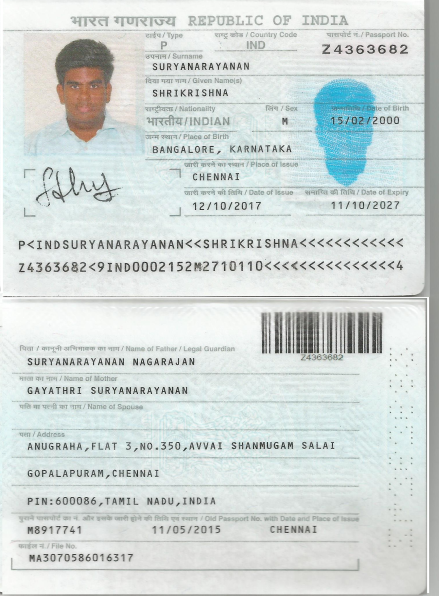 भारत गणराज्य REPUBLIC OF INDIA
टाईप / Type राष्ट्र कोड / Country Code पासपोर्ट नं. / Passport No.
P IND Z4363682
उपनाम / Surname
SURYANARAYANAN
दिया गया नाम / Given Name(s)
SHRIKRISHNA
राष्ट्रीयता / Nationality लिंग / Sex जन्मतिथि / Date of Birth
भारतीय/INDIAN M 15/02/2000
जन्म स्थान / Place of Birth
BANGALORE, KARNATAKA
जारी करने का स्थान / Place of Issue
CHENNAI
जारी करने की तिथि / Date of Issue समाप्ति की तिथि / Date of Expiry
12/10/2017 11/10/2027
P<INDSURYANARAYANAN<<SHRIKRISHNA<<<<<<<<<<<<
Z4363682<9IND0002152M2710110<<<<<<<<<<<<<<<4
Z4363682
पिता / कानूनी अभिभावक का नाम / Name of Father / Legal Guardian
SURYANARAYANAN NAGARAJAN
माता का नाम / Name of Mother
GAYATHRI SURYANARAYANAN
पति या पत्नी का नाम / Name of Spouse
पता / Address
ANUGRAHA,FLAT 3,NO.350,AVVAI SHANMUGAM SALAI
GOPALAPURAM,CHENNAI
PIN:600086,TAMIL NADU,INDIA
पुराने पासपोर्ट का नं. और इसके जारी होने की तिथि एवं स्थान / Old Passport No. with Date and Place of Issue
M8917741 11/05/2015 CHENNAI
फाईल नं. / File No.
MA3070586016317